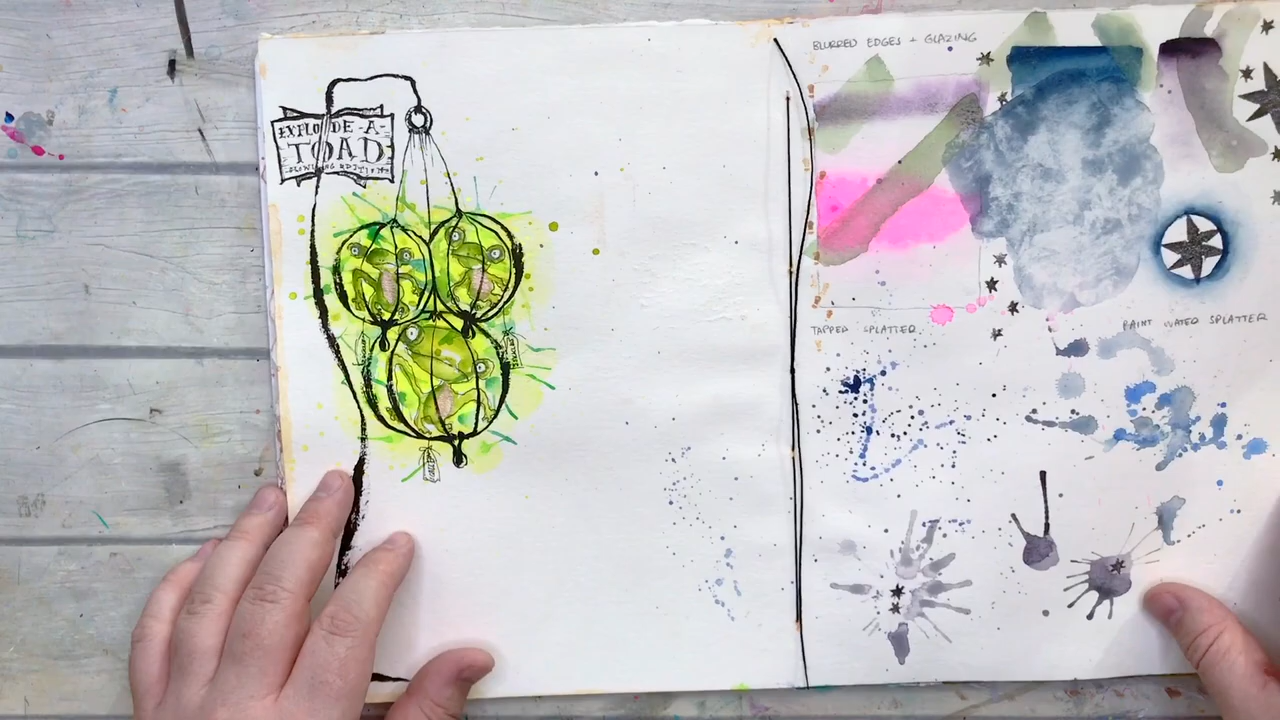 EXPLODE-A-
TOAD
BLURRED EDGES + GLAZING
TAPPED SPLATTER
PAINT WATER SPLATTER